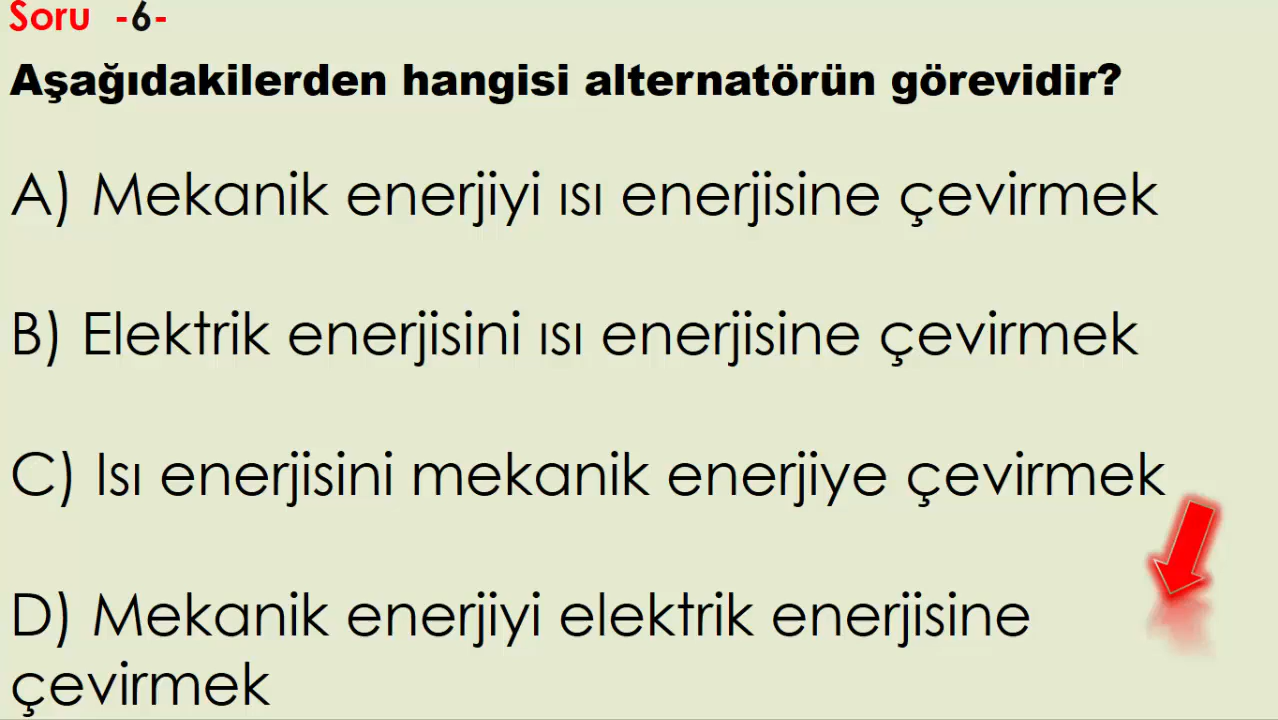 Soru -6-
Aşağıdakilerden hangisi alternatörün görevidir?
A) Mekanik enerjiyi ısı enerjisine çevirmek
B) Elektrik enerjisini ısı enerjisine çevirmek
C) Isı enerjisini mekanik enerjiye çevirmek
D) Mekanik enerjiyi elektrik enerjisine
çevirmek